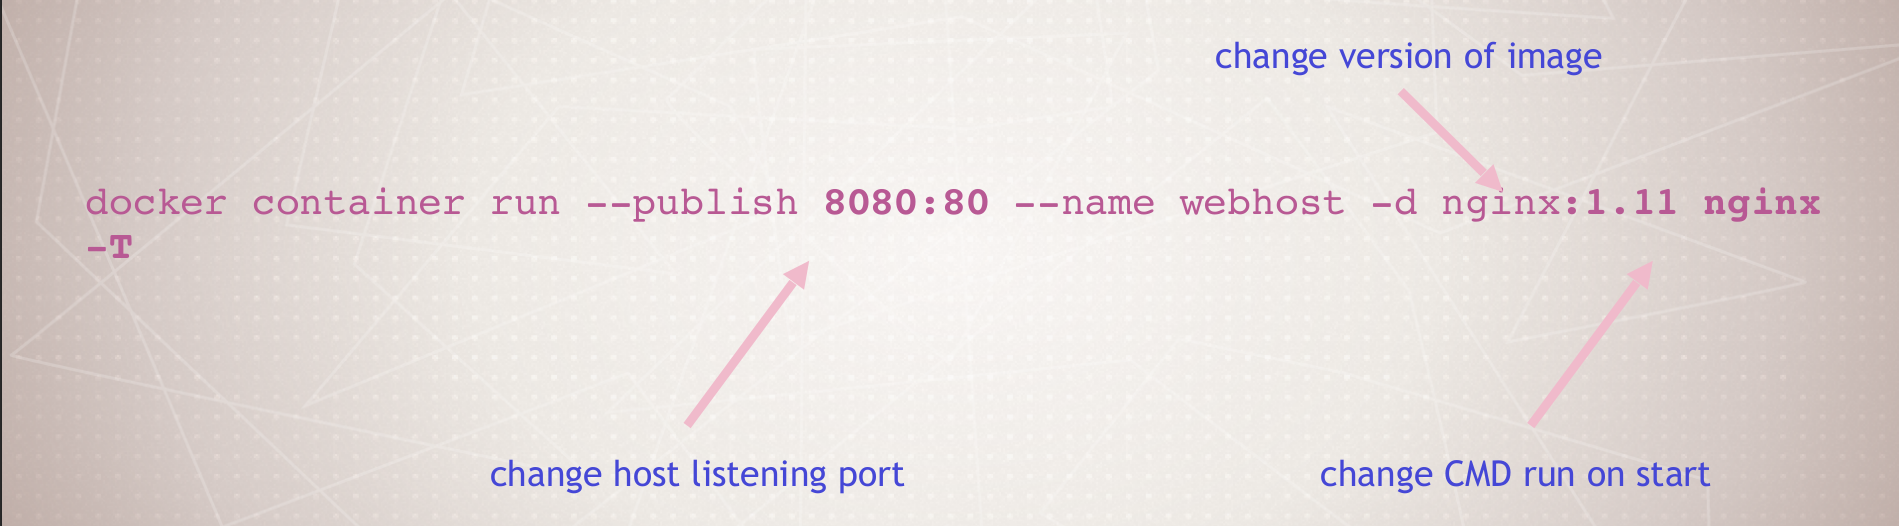 change version of image
docker container run --publish 8080:80 --name webhost -d nginx:1.11 nginx
-T
change host listening port
change CMD run on start